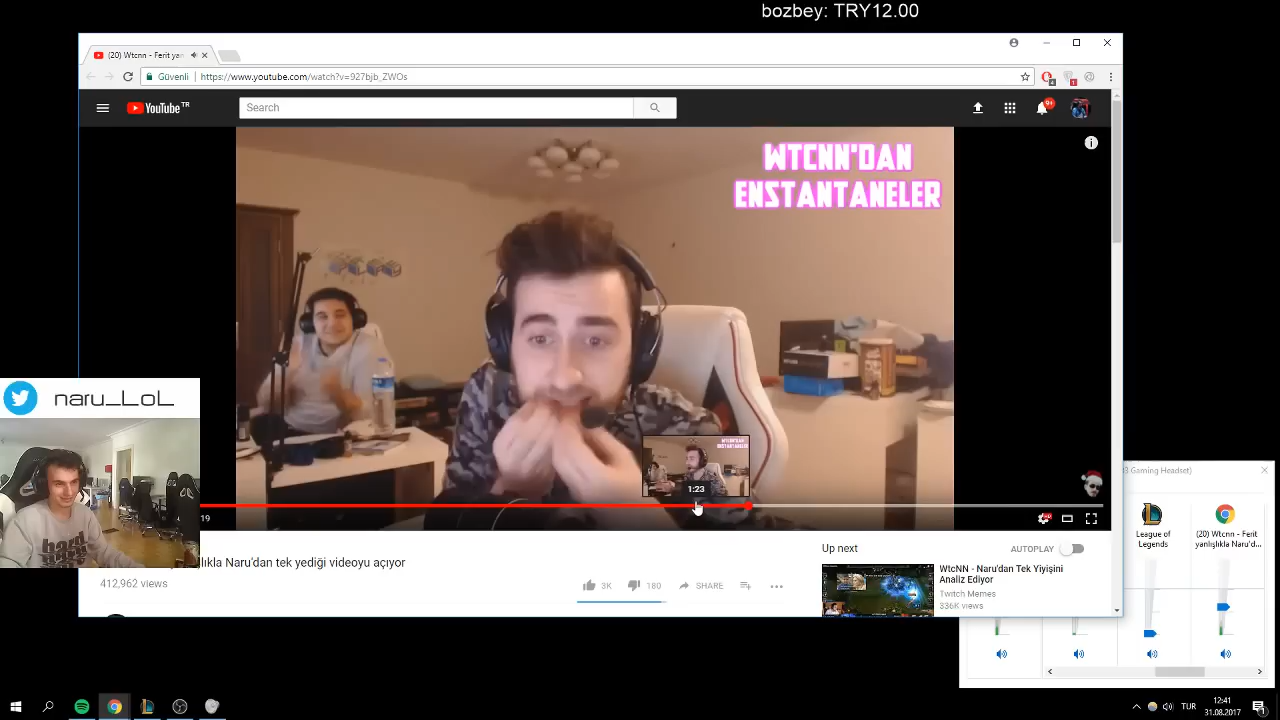 bozbey: TRY12.00
(20) Wtcnn - Ferit yan
Güvenli
https://www.youtube.com/watch?v=927bjb_ZWOs
YouTube TR
Search
9+
WTCNN'DAN
ENSTANTANELER
naru_LoL
1:23
19
lıkla Naru'dan tek yediği videoyu açıyor
412,962 views
3K
180
SHARE
Up next
AUTOPLAY
WtcNN - Naru'dan Tek Yiyişini
Analiz Ediyor
Twitch Memes
336K views
3 Gaming Headset)
League of
Legends
(20) Wtcnn - Ferit
yanlışlıkla Naru'd...
TUR
12:41
31.08.2017